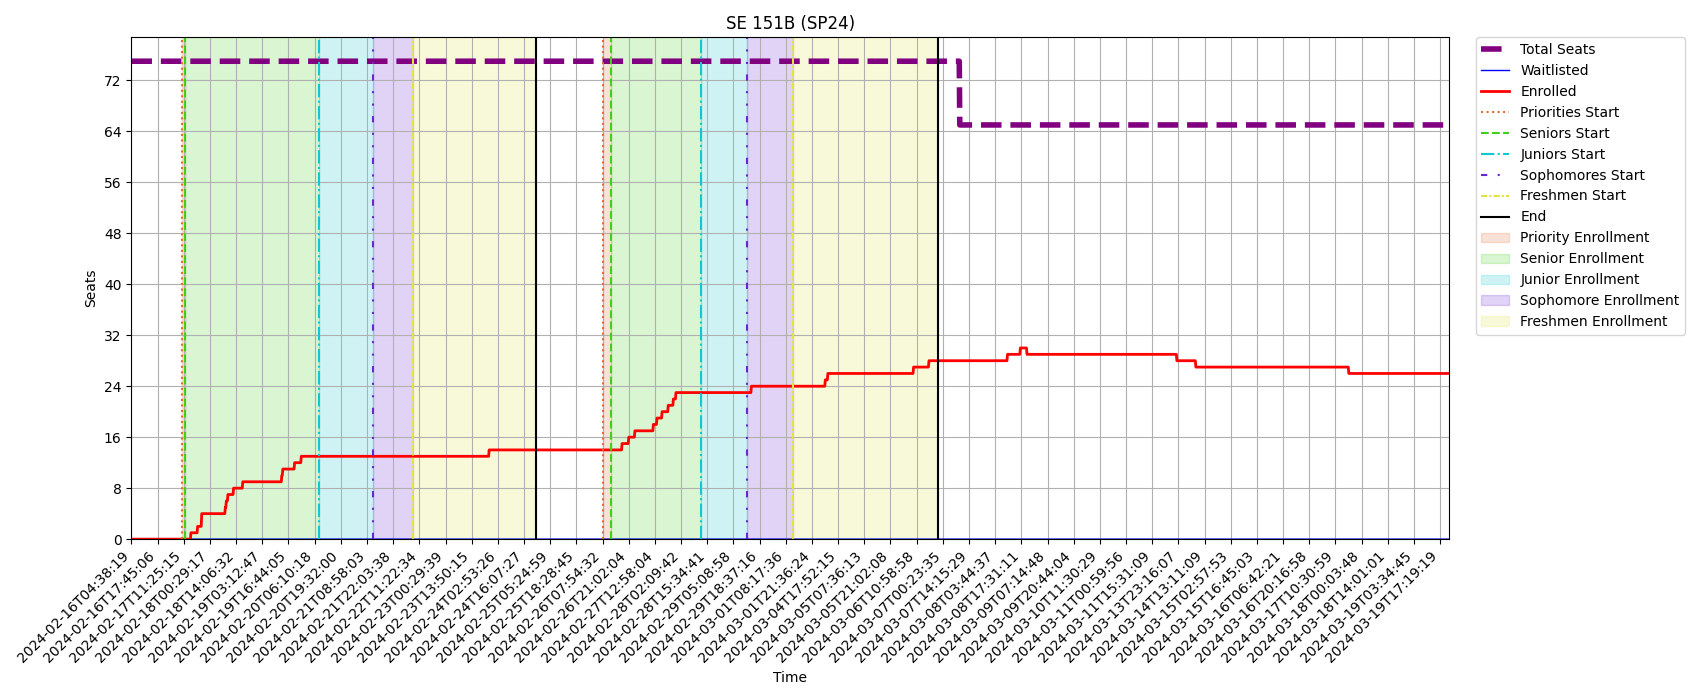 SE 151B (SP24)
Total Seats
Waitlisted
Enrolled
Priorities Start
Seniors Start
Juniors Start
Sophomores Start
Freshmen Start
End
Priority Enrollment
Senior Enrollment
Junior Enrollment
Sophomore Enrollment
Freshmen Enrollment
Seats
72
64
56
48
40
32
24
16
8
0
2024-02-16T04:38:19
2024-02-16T17:45:06
2024-02-17T11:25:15
2024-02-18T00:29:17
2024-02-18T14:06:32
2024-02-19T03:12:47
2024-02-19T16:44:05
2024-02-20T06:10:18
2024-02-20T19:32:00
2024-02-21T08:58:03
2024-02-21T22:03:38
2024-02-22T11:22:34
2024-02-23T00:29:39
2024-02-23T13:50:15
2024-02-24T02:53:26
2024-02-24T16:07:27
2024-02-25T05:24:59
2024-02-25T18:28:45
2024-02-26T07:54:32
2024-02-26T21:02:04
2024-02-27T12:58:04
2024-02-28T02:09:42
2024-02-28T15:34:41
2024-02-29T05:08:58
2024-02-29T18:37:16
2024-03-01T08:17:36
2024-03-01T21:36:24
2024-03-04T17:52:15
2024-03-05T07:36:13
2024-03-05T21:02:08
2024-03-06T10:58:58
2024-03-07T00:23:35
2024-03-07T14:15:29
2024-03-08T03:44:37
2024-03-08T17:31:11
2024-03-09T07:14:48
2024-03-09T20:44:04
2024-03-10T11:30:29
2024-03-11T00:59:56
2024-03-11T15:31:09
2024-03-13T23:16:07
2024-03-14T13:11:09
2024-03-15T02:57:53
2024-03-15T16:45:03
2024-03-16T06:42:21
2024-03-16T20:16:58
2024-03-17T10:30:59
2024-03-18T00:03:48
2024-03-18T14:01:01
2024-03-19T03:34:45
2024-03-19T17:19:19
Time